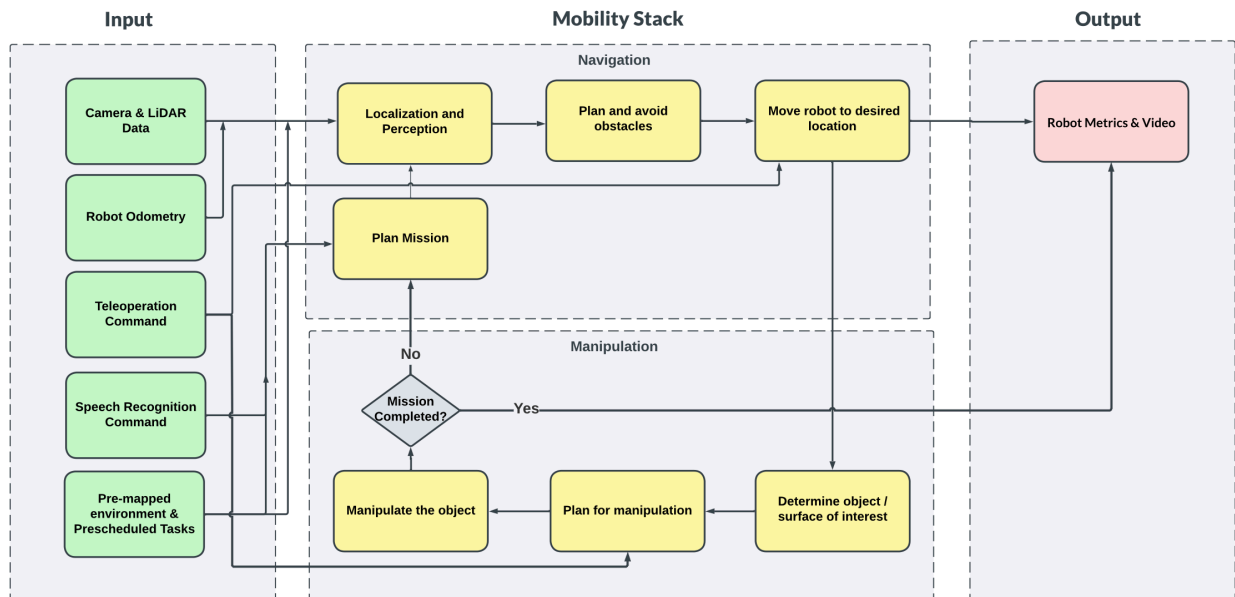 Input
Mobility Stack
Output
Navigation
Camera & LiDAR
Data
Localization and
Perception
Plan and avoid
obstacles
Move robot to desired
location
Robot Metrics & Video
Robot Odometry
Plan Mission
Teleoperation
Command
Manipulation
No
Speech Recognition
Command
Mission
Completed?
Yes
Pre-mapped
environment &
Prescheduled Tasks
Manipulate the object
Plan for manipulation
Determine object /
surface of interest